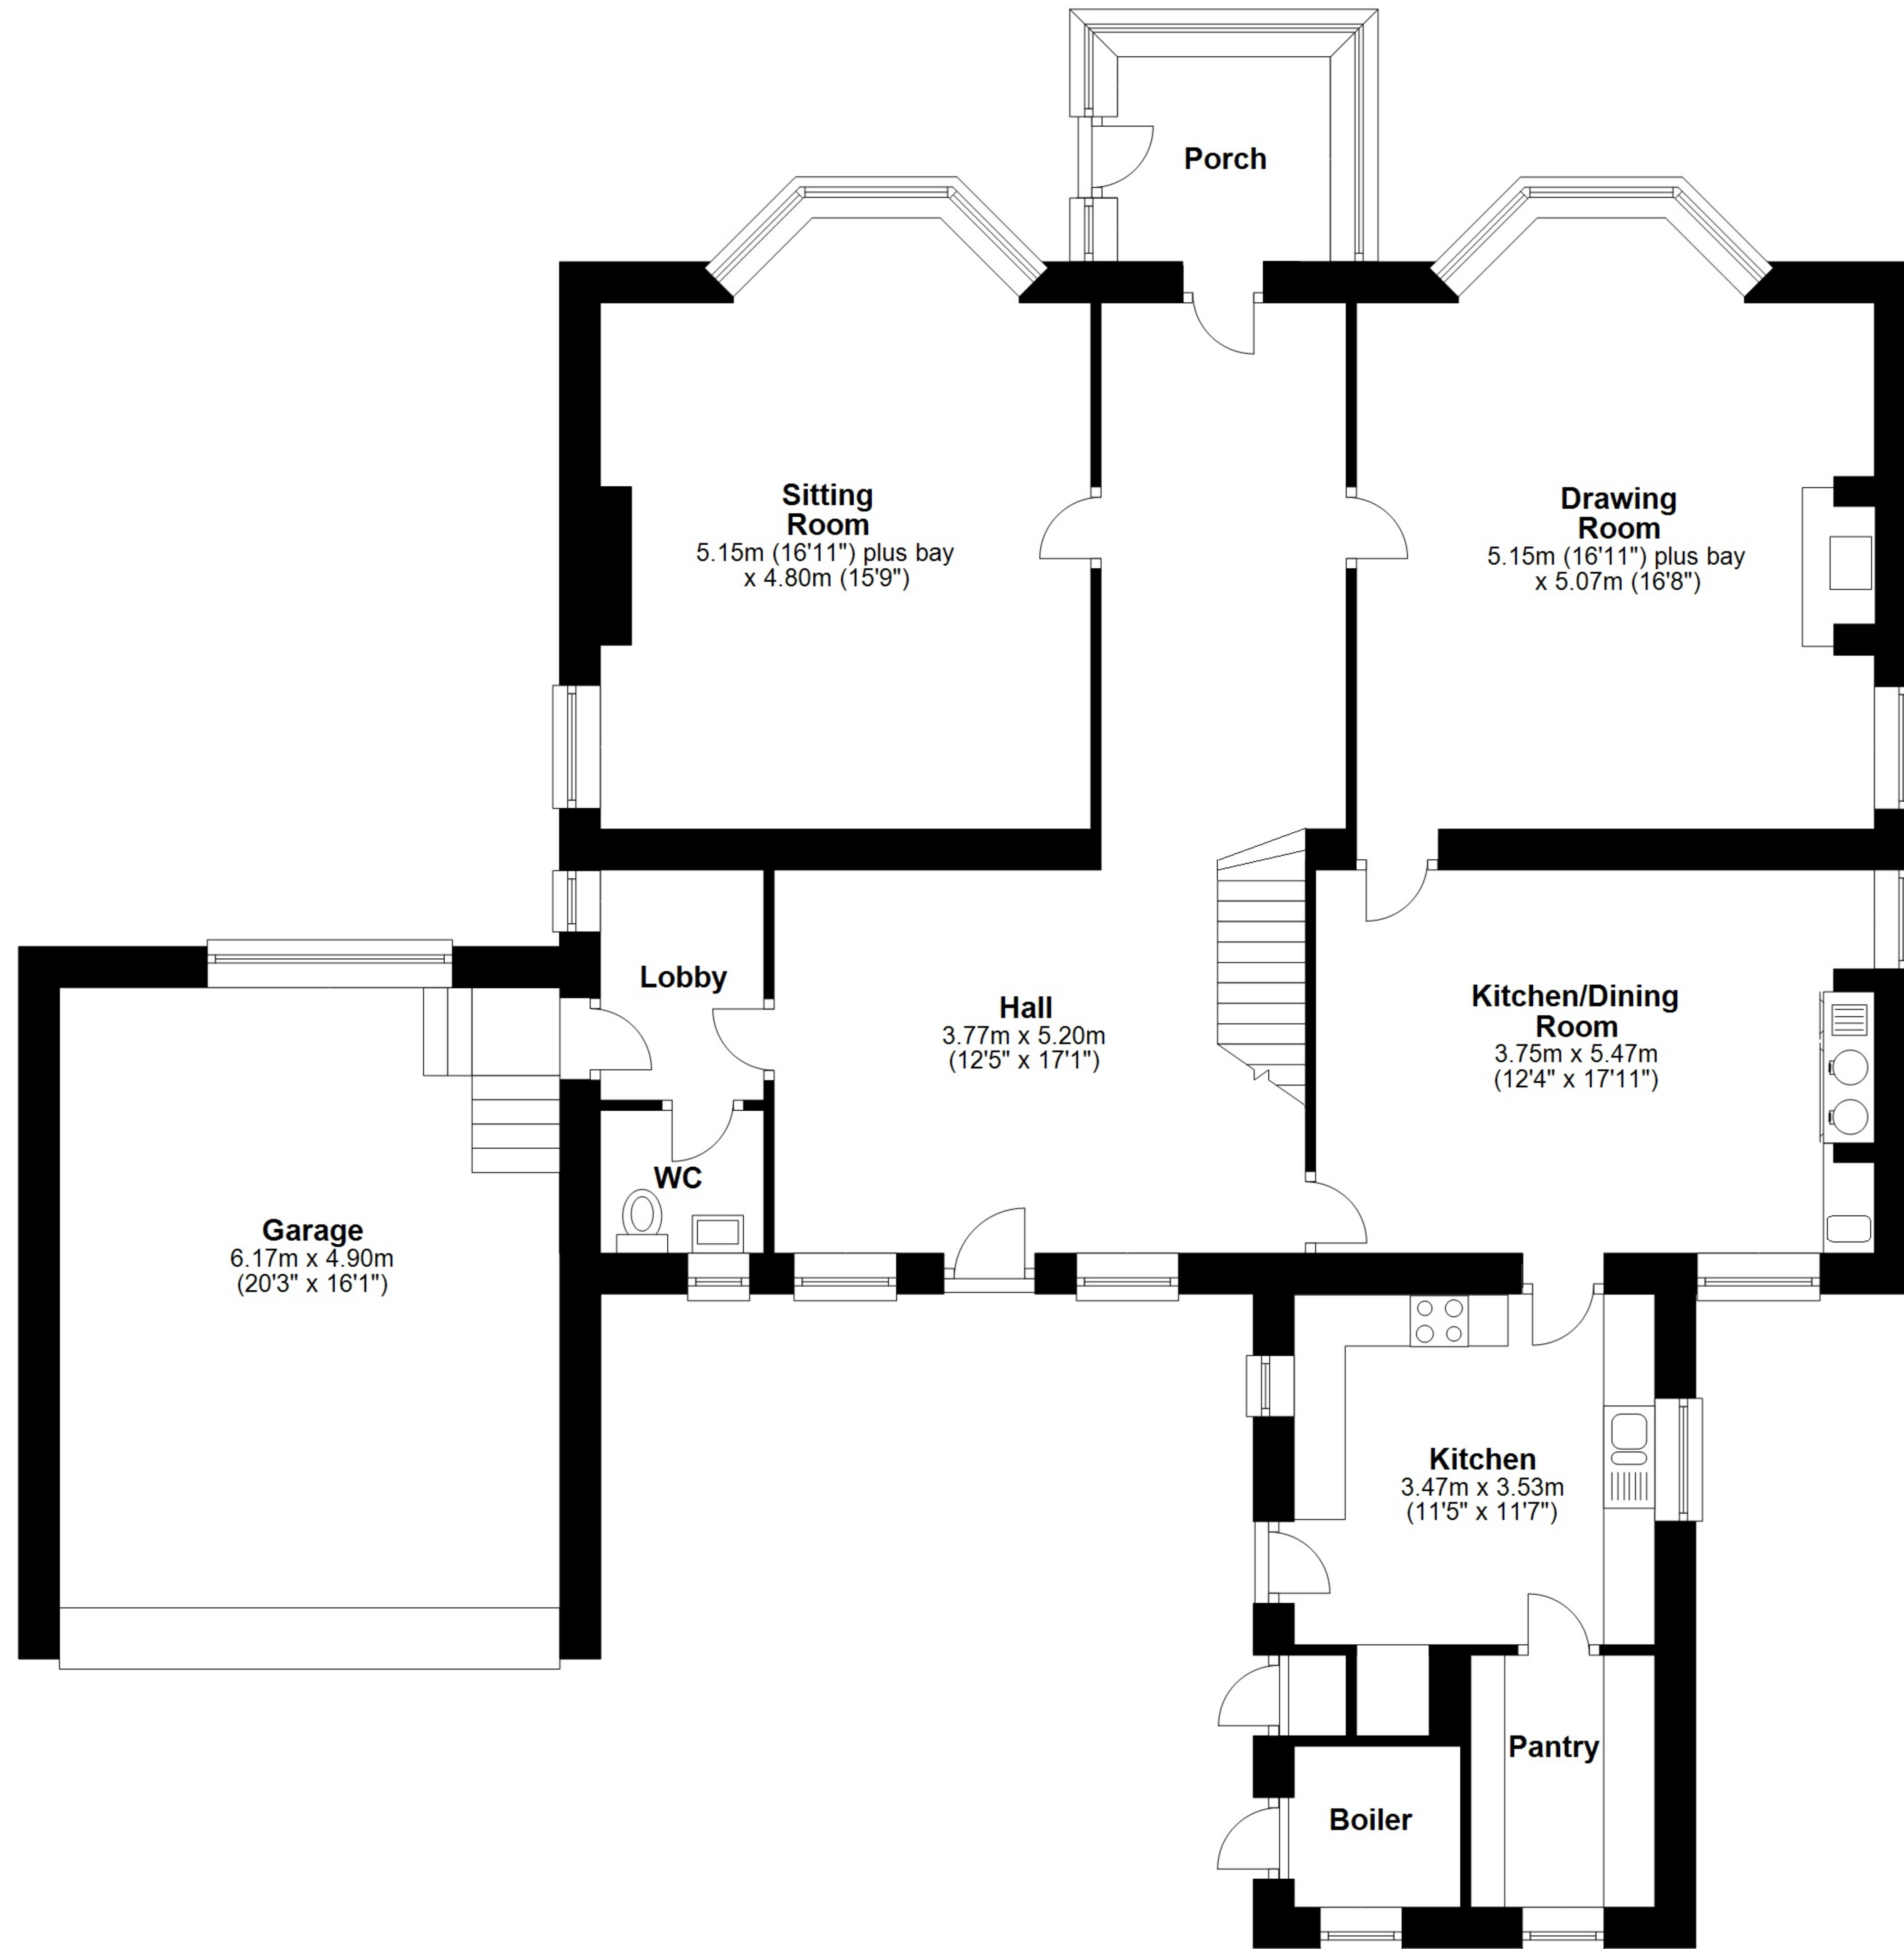 Porch
Sitting
Room
5.15m (16'11") plus bay
x 4.80m (15'9")
Drawing
Room
5.15m (16'11") plus bay
x 5.07m (16'8")
Lobby
Hall
3.77m x 5.20m
(12'5" x 17'1")
Kitchen/Dining
Room
3.75m x 5.47m
(12'4" x 17'11")
WC
Garage
6.17m x 4.90m
(20'3" x 16'1")
Kitchen
3.47m x 3.53m
(11'5" x 11'7")
Pantry
Boiler